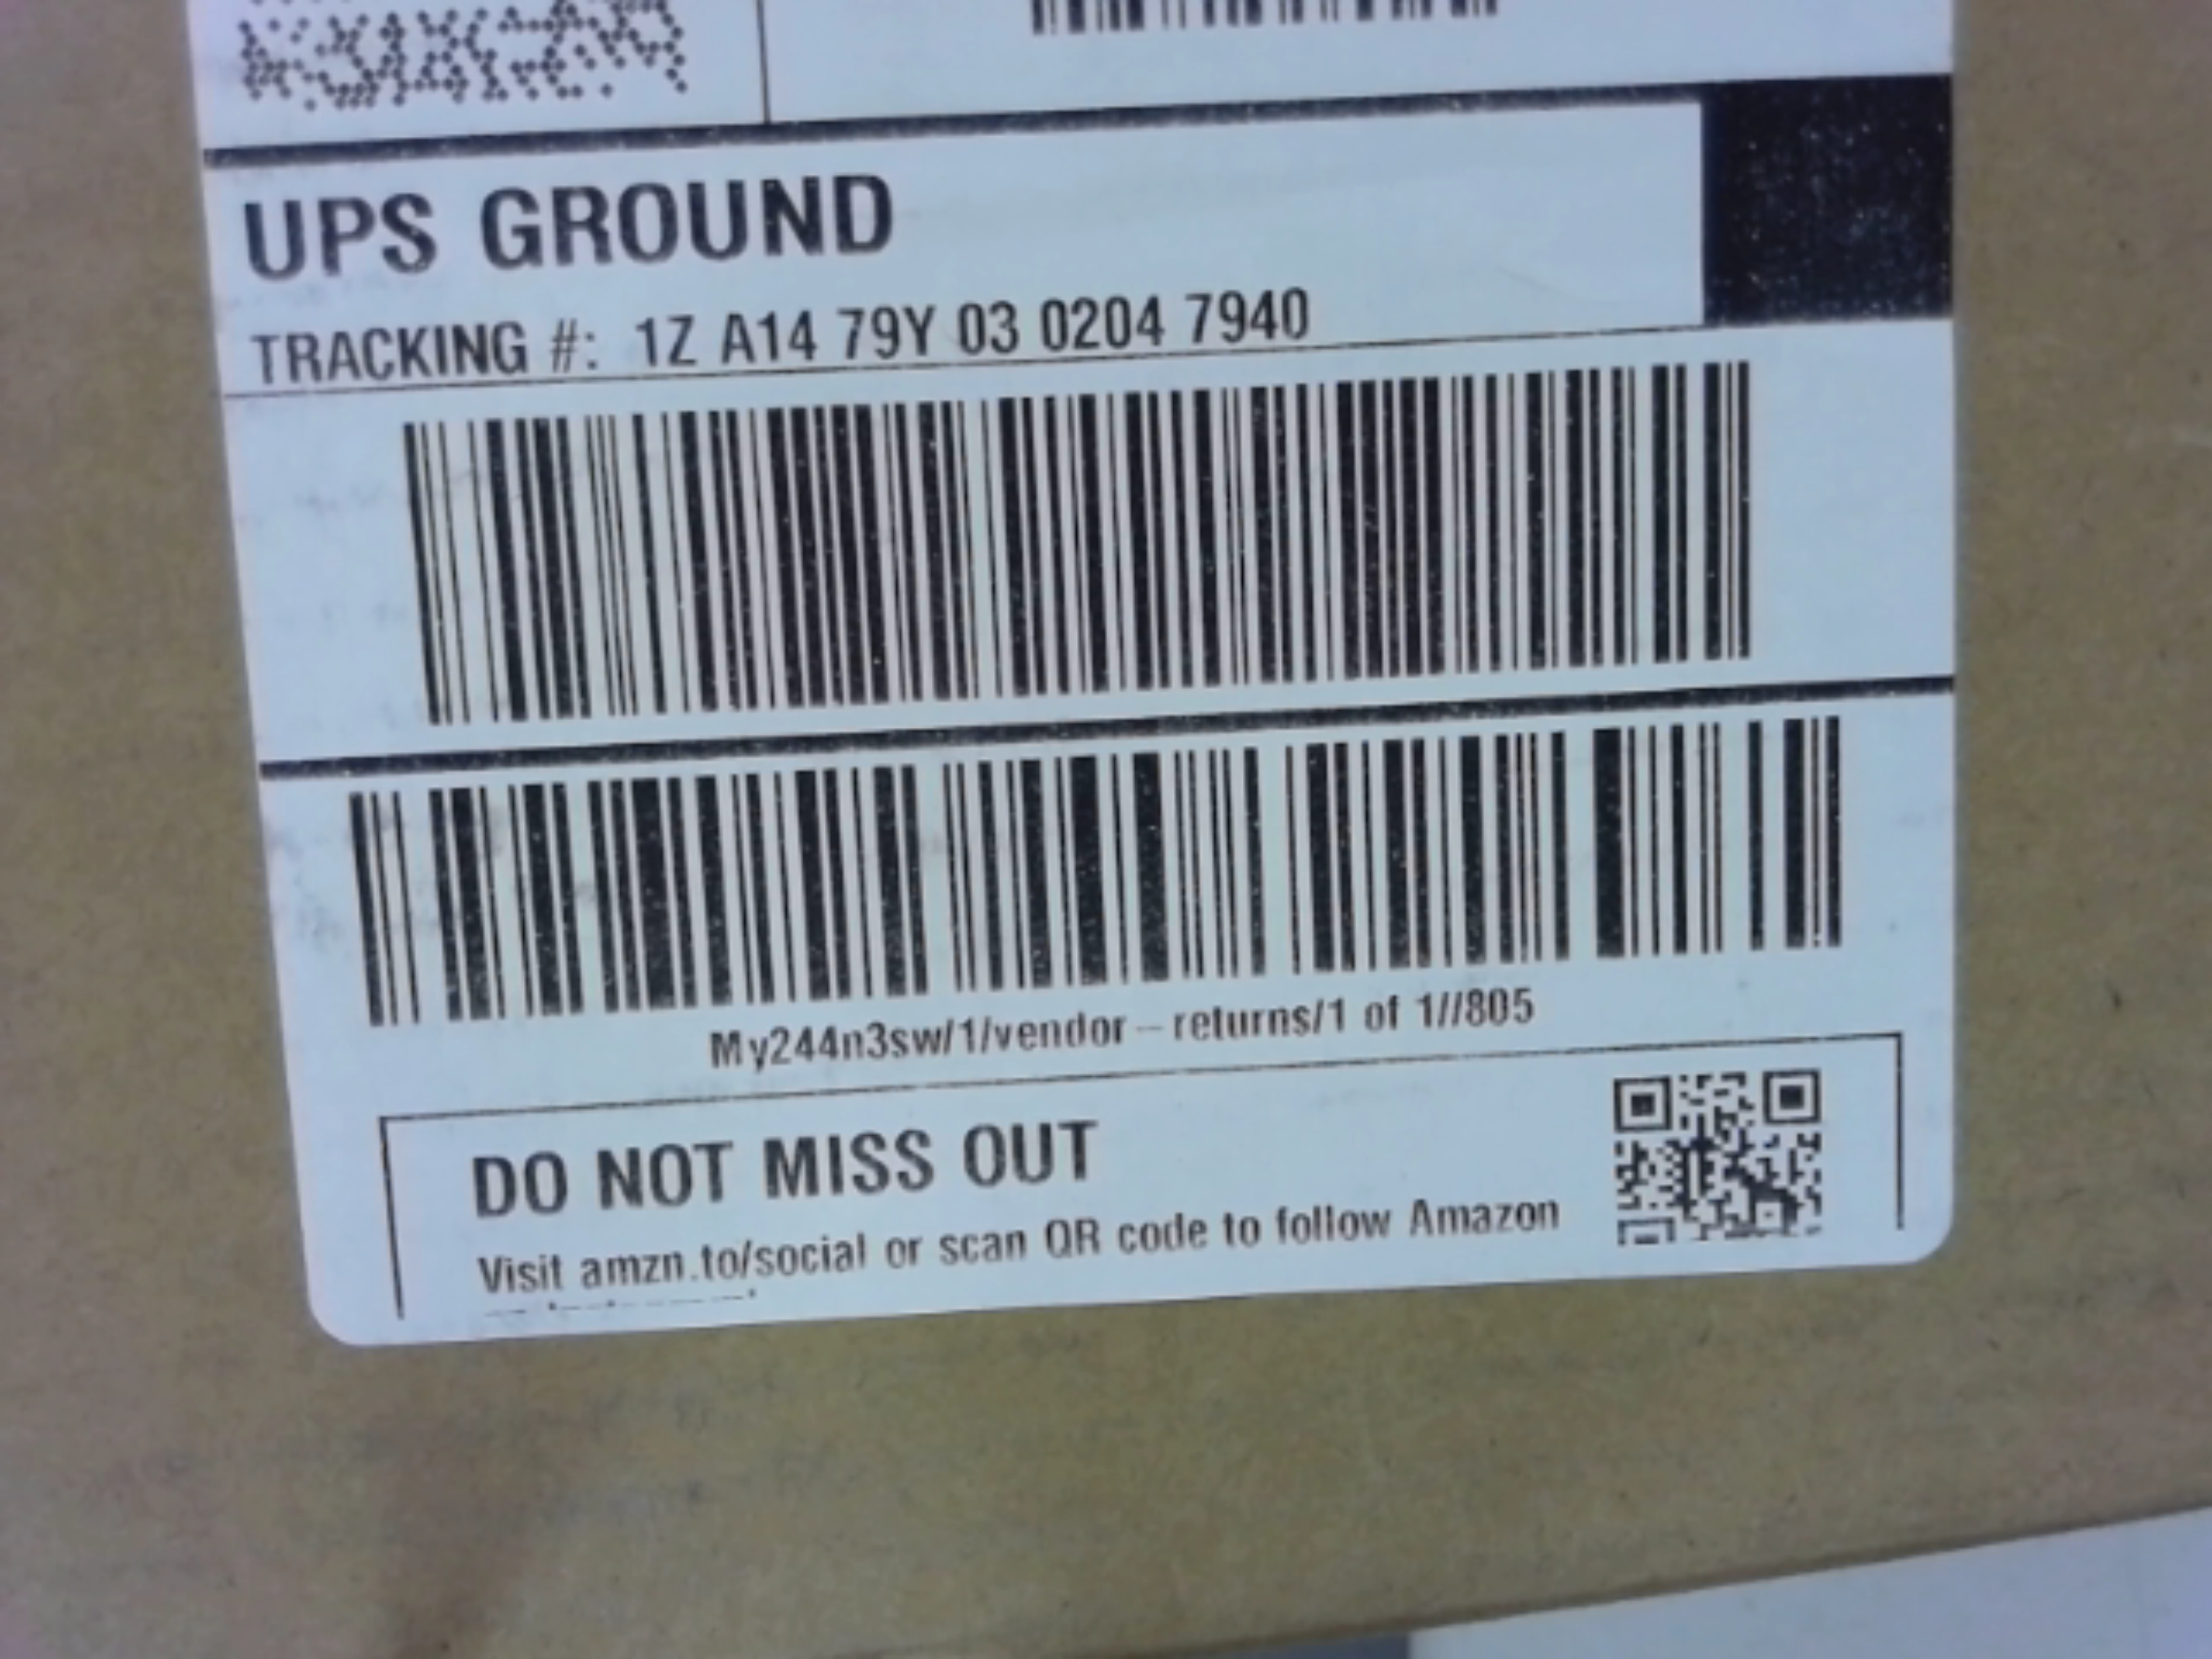 UPS GROUND
TRACKING #: 1Z A14 79Y 03 0204 7940
My244n3sw/1/vendor-returns/1 of 1//805
DO NOT MISS OUT
Visit amzn.to/social or scan QR code to follow Amazon